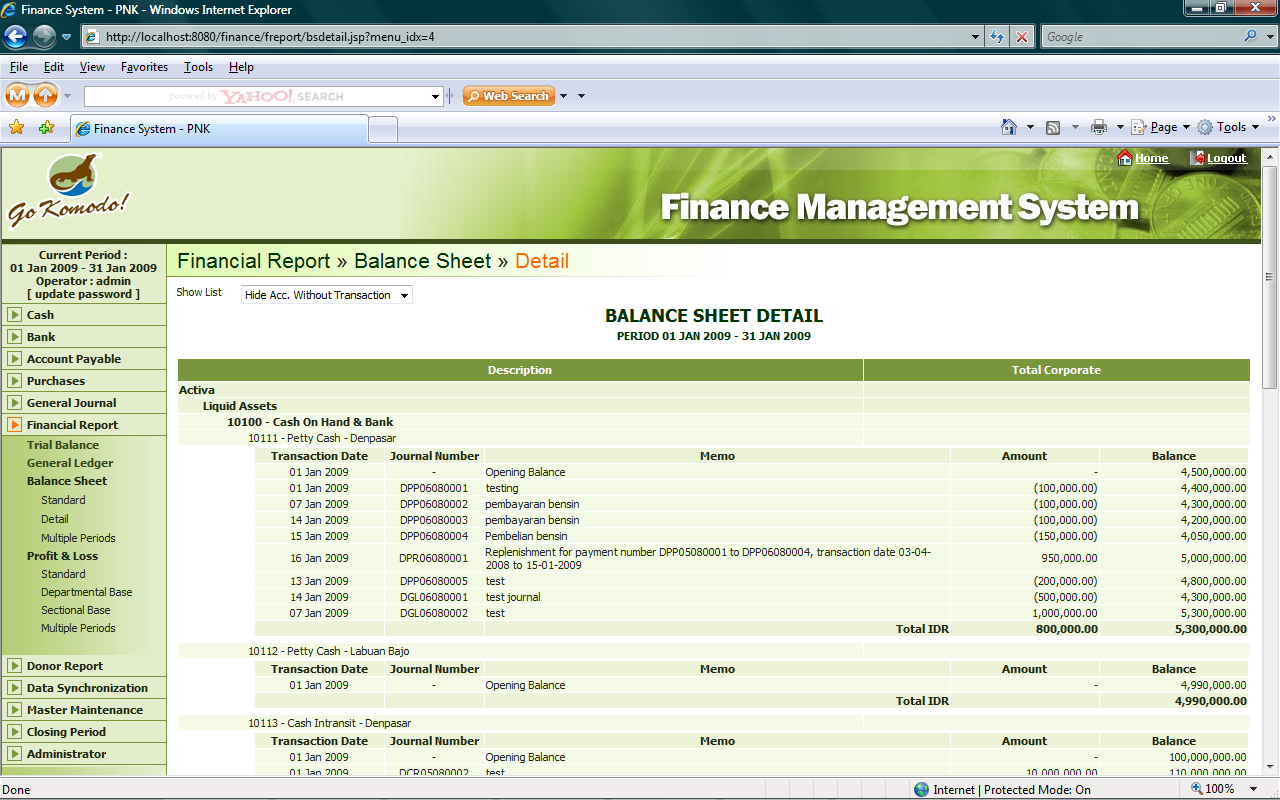 Finance System - PNK - Windows Internet Explorer
http://localhost:8080/finance/freport/bsdetail.jsp?menu_idx=4
Google
File Edit View Favorites Tools Help
M
powered by YAHOO! SEARCH
Web Search
Finance System - PNK
Page Tools
Go Komodo!
Home Logout
Finance Management System
Current Period :
01 Jan 2009 - 31 Jan 2009
Operator : admin
[ update password ]
Cash
Bank
Account Payable
Purchases
General Journal
Financial Report
Trial Balance
General Ledger
Balance Sheet
Standard
Detail
Multiple Periods
Profit & Loss
Standard
Departmental Base
Sectional Base
Multiple Periods
Donor Report
Data Synchronization
Master Maintenance
Closing Period
Administrator
Financial Report » Balance Sheet » Detail
Show List Hide Acc. Without Transaction
BALANCE SHEET DETAIL
PERIOD 01 JAN 2009 - 31 JAN 2009
Description Total Corporate
Activa
Liquid Assets
10100 - Cash On Hand & Bank
10111 - Petty Cash - Denpasar
Transaction Date Journal Number Memo Amount Balance
01 Jan 2009 - Opening Balance - 4,500,000.00
01 Jan 2009 DPP06080001 testing (100,000.00) 4,400,000.00
07 Jan 2009 DPP06080002 pembayaran bensin (100,000.00) 4,300,000.00
14 Jan 2009 DPP06080003 pembayaran bensin (100,000.00) 4,200,000.00
15 Jan 2009 DPP06080004 Pembelian bensin (150,000.00) 4,050,000.00
16 Jan 2009 DPR06080001 Replenishment for payment number DPP05080001 to DPP06080004, transaction date 03-04-
2008 to 15-01-2009 950,000.00 5,000,000.00
13 Jan 2009 DPP06080005 test (200,000.00) 4,800,000.00
14 Jan 2009 DGL06080001 test journal (500,000.00) 4,300,000.00
07 Jan 2009 DGL06080002 test 1,000,000.00 5,300,000.00
Total IDR 800,000.00 5,300,000.00
10112 - Petty Cash - Labuan Bajo
Transaction Date Journal Number Memo Amount Balance
01 Jan 2009 - Opening Balance - 4,990,000.00
Total IDR 4,990,000.00
10113 - Cash Intransit - Denpasar
Transaction Date Journal Number Memo Amount Balance
01 Jan 2009 - Opening Balance - 100,000,000.00
01 Jan 2009 DCR05080002 test 10,000,000.00 110,000,000.00
Done
Internet | Protected Mode: On
100%